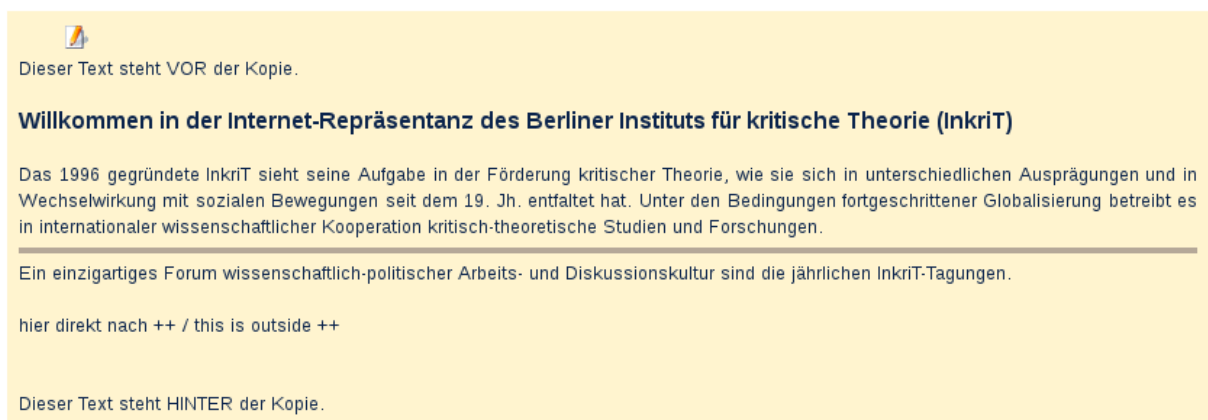 Dieser Text steht VOR der Kopie.
Willkommen in der Internet-Repräsentanz des Berliner Instituts für kritische Theorie (InkriT)
Das 1996 gegründete InkriT sieht seine Aufgabe in der Förderung kritischer Theorie, wie sie sich in unterschiedlichen Ausprägungen und in
Wechselwirkung mit sozialen Bewegungen seit dem 19. Jh. entfaltet hat. Unter den Bedingungen fortgeschrittener Globalisierung betreibt es
in internationaler wissenschaftlicher Kooperation kritisch-theoretische Studien und Forschungen.
Ein einzigartiges Forum wissenschaftlich-politischer Arbeits- und Diskussionskultur sind die jährlichen InkriT-Tagungen.
hier direkt nach ++ / this is outside ++
Dieser Text steht HINTER der Kopie.